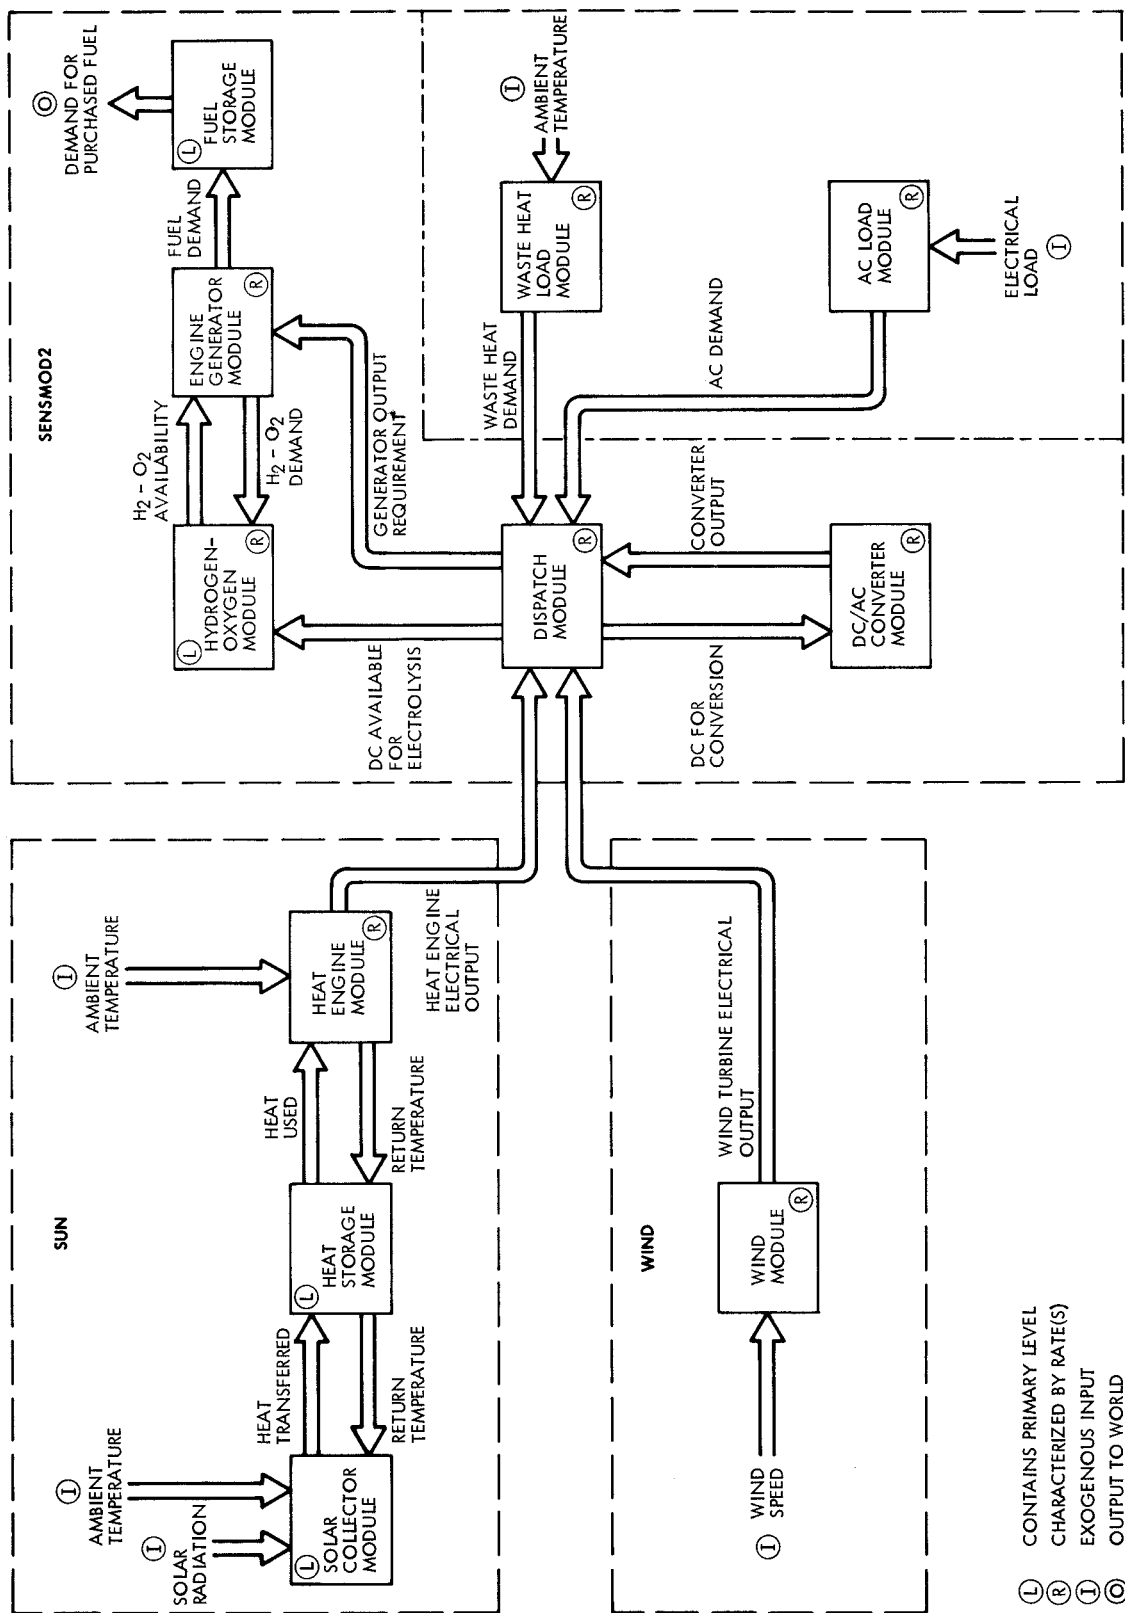 SUN
Ⓘ
AMBIENT
TEMPERATURE
Ⓘ
SOLAR
RADIATION
Ⓛ
SOLAR
COLLECTOR
MODULE
HEAT
TRANSFERRED
RETURN
TEMPERATURE
Ⓛ
HEAT
STORAGE
MODULE
HEAT
USED
RETURN
TEMPERATURE
Ⓘ
AMBIENT
TEMPERATURE
HEAT
ENGINE
MODULE
Ⓡ
HEAT ENGINE
ELECTRICAL
OUTPUT
WIND
Ⓘ
WIND
SPEED
WIND
MODULE
Ⓡ
WIND TURBINE ELECTRICAL
OUTPUT
SENSMOD2
Ⓛ
HYDROGEN-
OXYGEN
MODULE
Ⓡ
H2 - O2
AVAILABILITY
H2 - O2
DEMAND
ENGINE
GENERATOR
MODULE
Ⓡ
FUEL
DEMAND
Ⓛ
FUEL
STORAGE
MODULE
Ⓞ
DEMAND FOR
PURCHASED FUEL
DC AVAILABLE
FOR
ELECTROLYSIS
GENERATOR OUTPUT
REQUIREMENT
DISPATCH
MODULE
Ⓡ
WASTE HEAT
DEMAND
WASTE HEAT
LOAD
MODULE
Ⓡ
Ⓘ
AMBIENT
TEMPERATURE
DC FOR
CONVERSION
CONVERTER
OUTPUT
AC DEMAND
DC/AC
CONVERTER
MODULE
Ⓡ
AC LOAD
MODULE
Ⓡ
ELECTRICAL
LOAD
Ⓘ
Ⓛ CONTAINS PRIMARY LEVEL
Ⓡ CHARACTERIZED BY RATE(S)
Ⓘ EXOGENOUS INPUT
Ⓞ OUTPUT TO WORLD